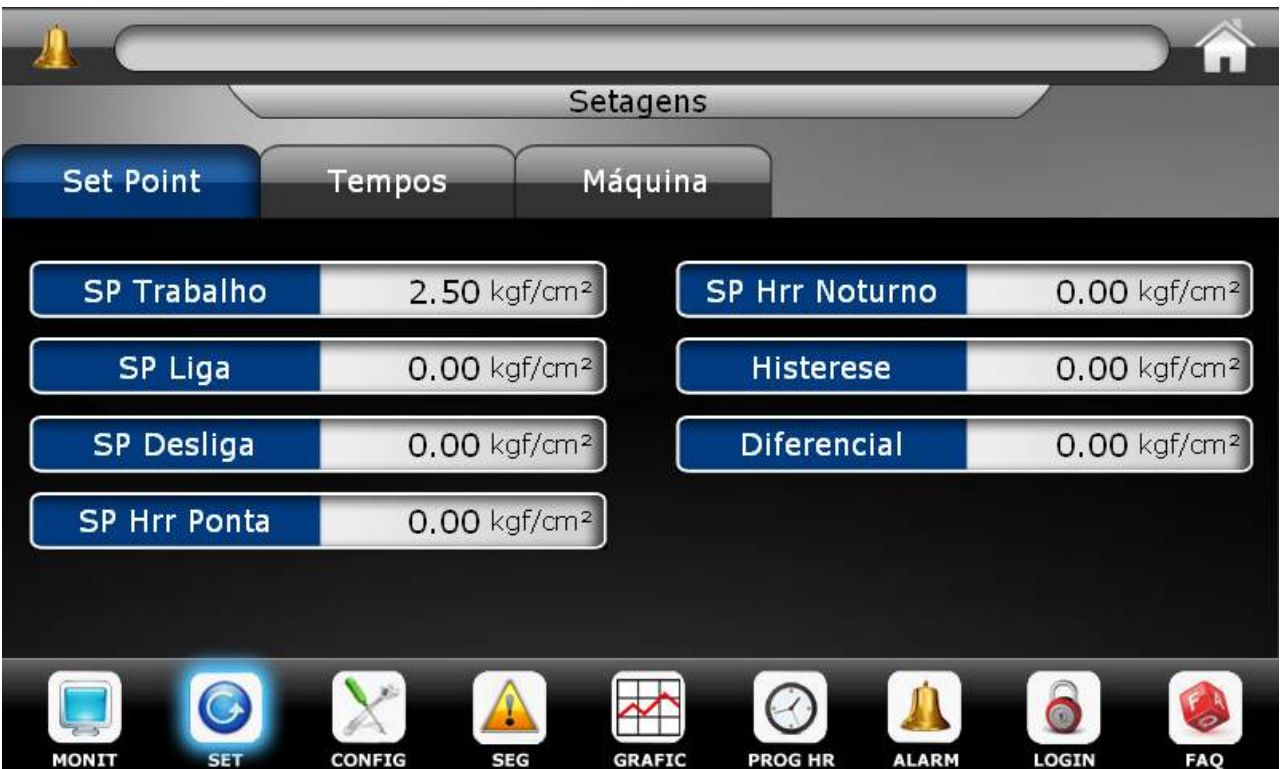 Setagens
Set Point Tempos Máquina
SP Trabalho 2.50 kgf/cm²
SP Liga 0.00 kgf/cm²
SP Desliga 0.00 kgf/cm²
SP Hrr Ponta 0.00 kgf/cm²
SP Hrr Noturno 0.00 kgf/cm²
Histerese 0.00 kgf/cm²
Diferencial 0.00 kgf/cm²
MONIT SET CONFIG SEG GRAFIC PROG HR ALARM LOGIN FAQ